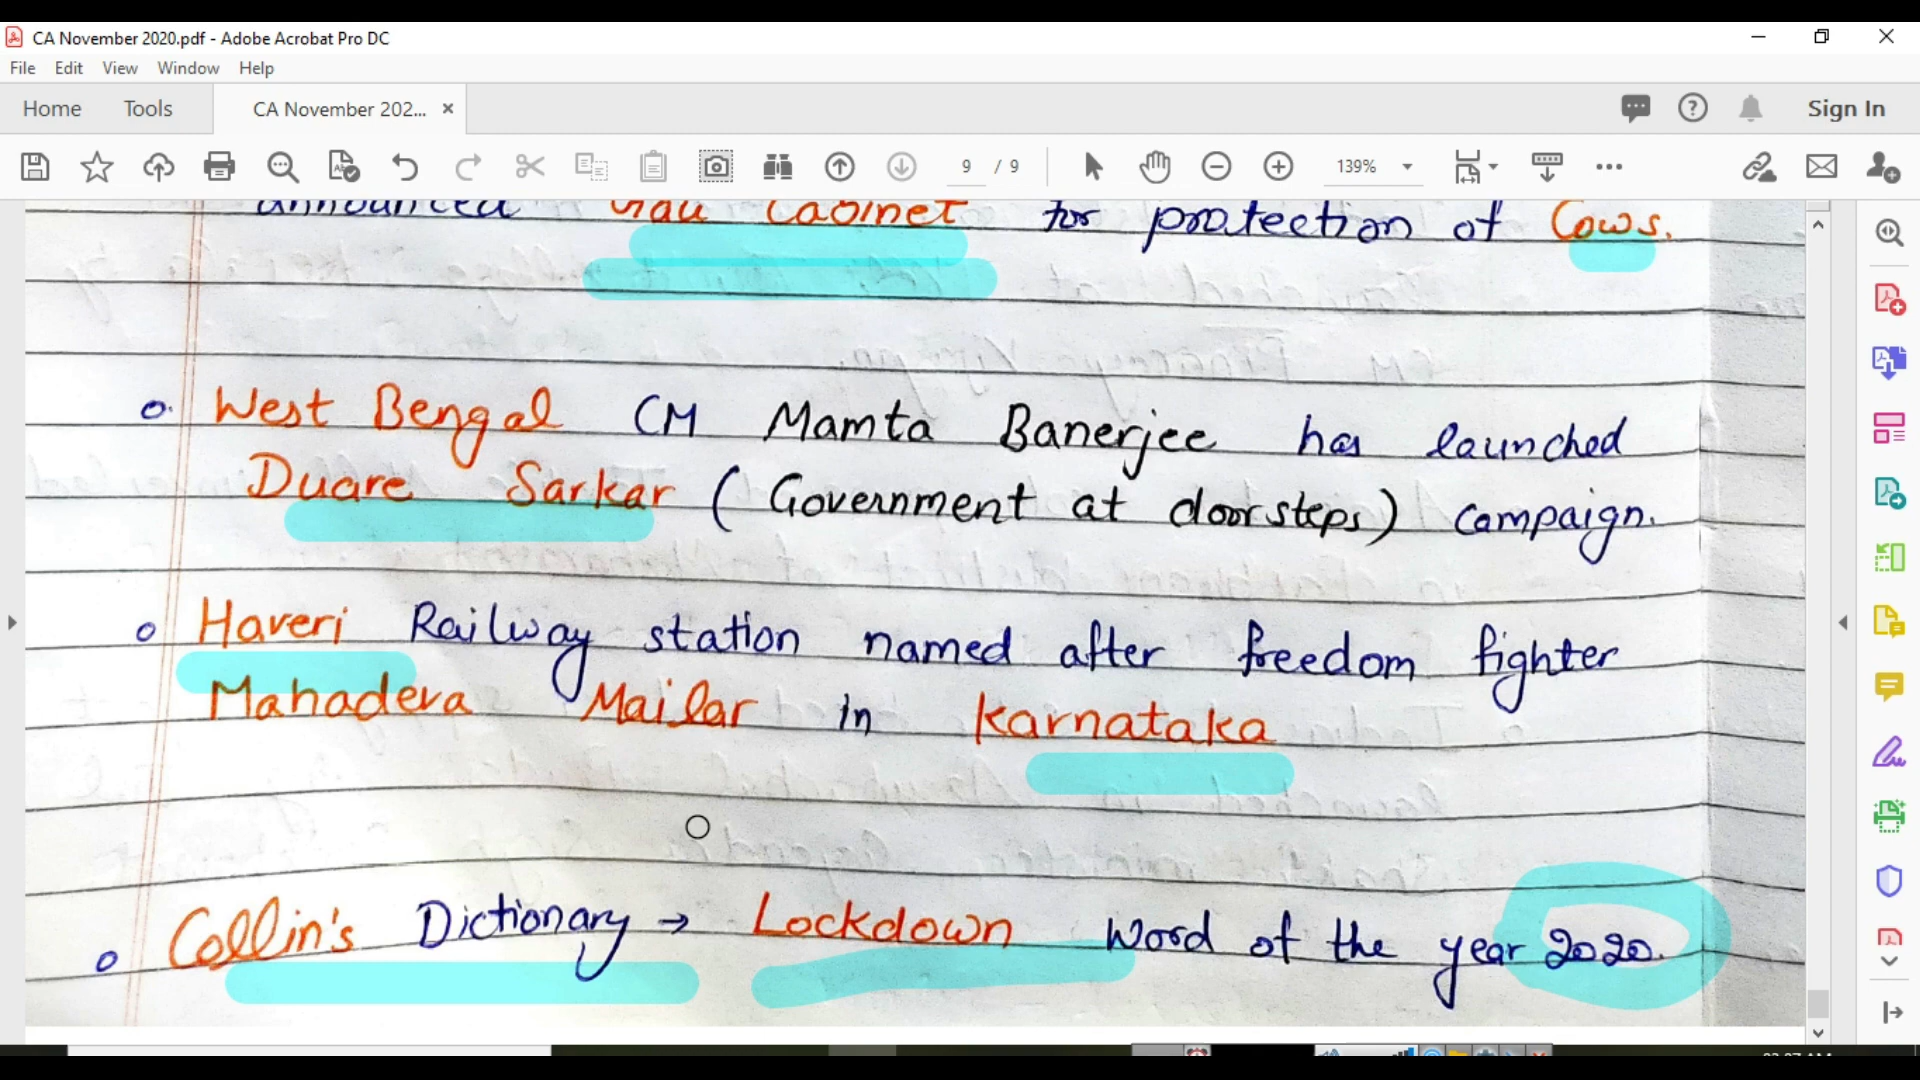 CA November 2020.pdf - Adobe Acrobat Pro DC
File Edit View Window Help
Home Tools CA November 202... × Sign In
9 / 9 139%
announced Gau Cabinet for protection of Cows.
West Bengal CM Mamta Banerjee has launched
Duare Sarkar (Government at doorsteps) campaign.
Haveri Railway station named after freedom fighter
Mahadeva Mailar in Karnataka
Collin's Dictionary → Lockdown Word of the year 2020.